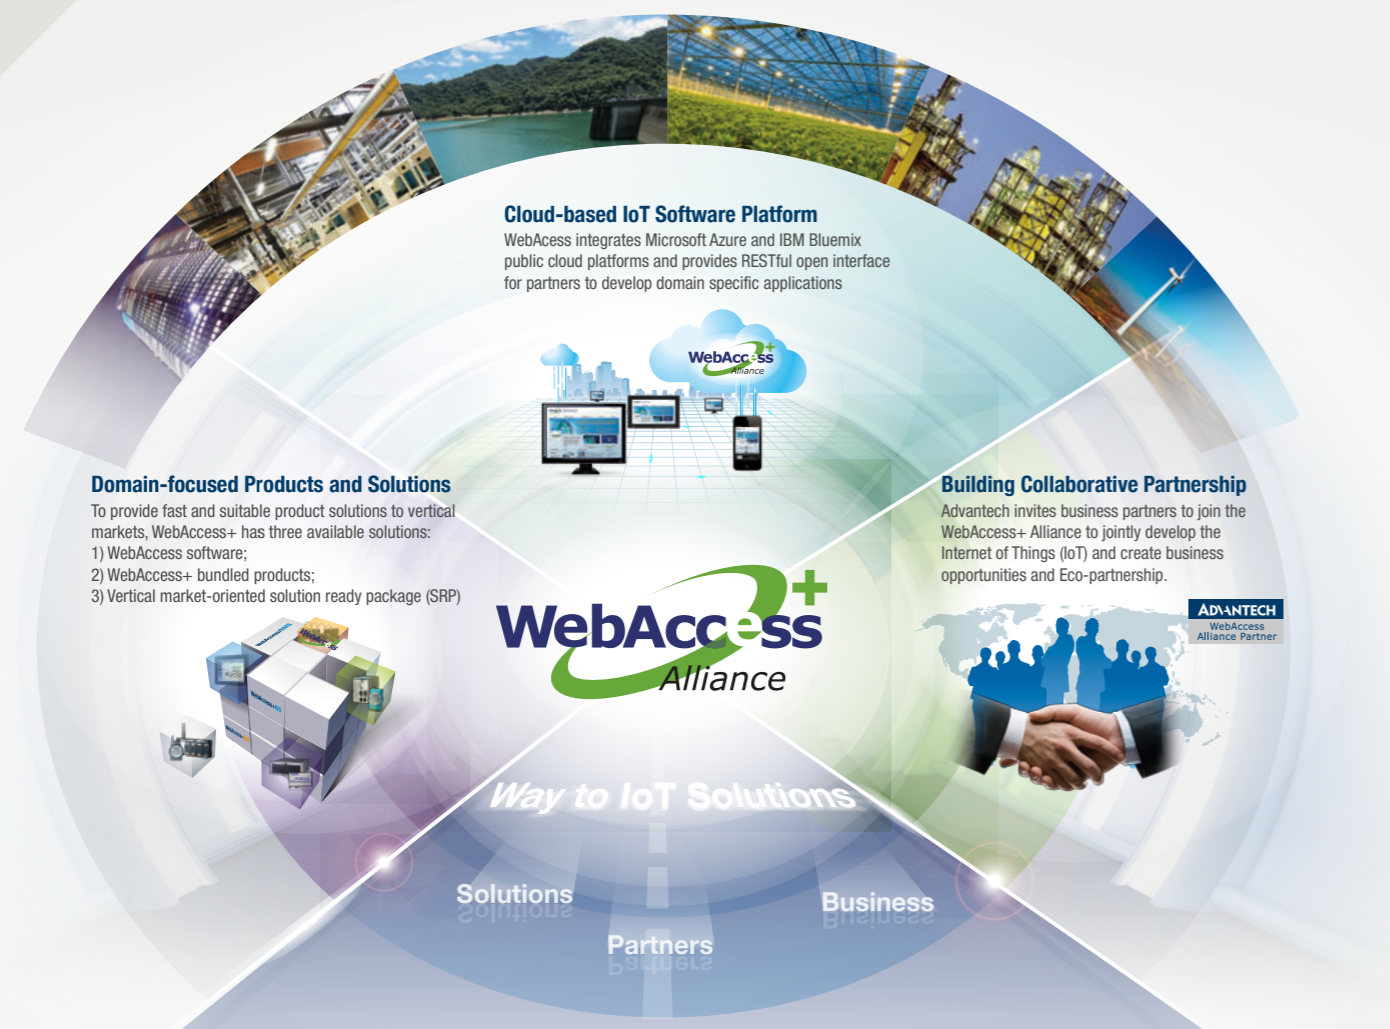 Cloud-based IoT Software Platform
WebAcess integrates Microsoft Azure and IBM Bluemix
public cloud platforms and provides RESTful open interface
for partners to develop domain specific applications
WebAccess+
Alliance
Domain-focused Products and Solutions
To provide fast and suitable product solutions to vertical
markets, WebAccess+ has three available solutions:
1) WebAccess software;
2) WebAccess+ bundled products;
3) Vertical market-oriented solution ready package (SRP)
Building Collaborative Partnership
Advantech invites business partners to join the
WebAccess+ Alliance to jointly develop the
Internet of Things (IoT) and create business
opportunities and Eco-partnership.
ADVANTECH
WebAccess
Alliance Partner
WebAccess+
Alliance
Way to IoT Solutions
Solutions
Business
Partners